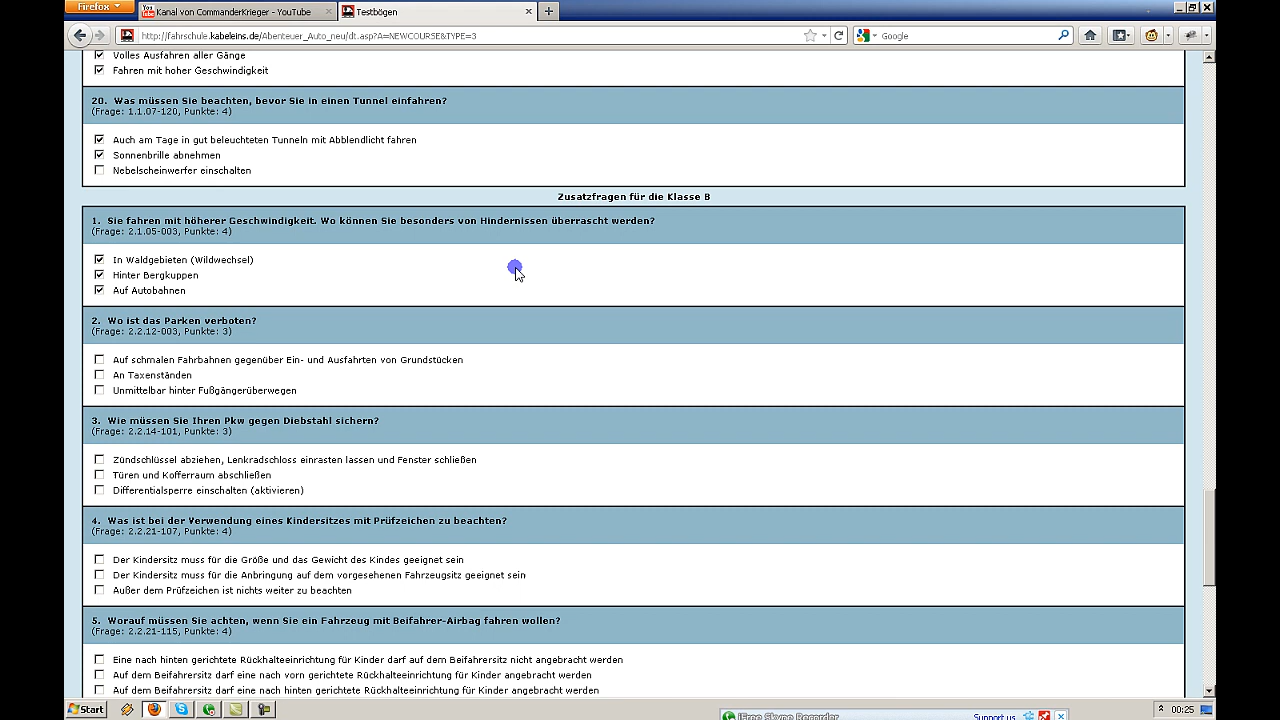 Firefox
Kanal von CommanderKrieger - YouTube
Testbögen
http://fahrschule.kabeleins.de/Abenteuer_Auto_neu/dt.asp?A=NEWCOURSE&TYPE=3
Google
Volles Ausfahren aller Gänge
Fahren mit hoher Geschwindigkeit
20. Was müssen Sie beachten, bevor Sie in einen Tunnel einfahren?
(Frage: 1.1.07-120, Punkte: 4)
Auch am Tage in gut beleuchteten Tunneln mit Abblendlicht fahren
Sonnenbrille abnehmen
Nebelscheinwerfer einschalten
Zusatzfragen für die Klasse B
1. Sie fahren mit höherer Geschwindigkeit. Wo können Sie besonders von Hindernissen überrascht werden?
(Frage: 2.1.05-003, Punkte: 4)
In Waldgebieten (Wildwechsel)
Hinter Bergkuppen
Auf Autobahnen
2. Wo ist das Parken verboten?
(Frage: 2.2.12-003, Punkte: 3)
Auf schmalen Fahrbahnen gegenüber Ein- und Ausfahrten von Grundstücken
An Taxenständen
Unmittelbar hinter Fußgängerüberwegen
3. Wie müssen Sie Ihren Pkw gegen Diebstahl sichern?
(Frage: 2.2.14-101, Punkte: 3)
Zündschlüssel abziehen, Lenkradschloss einrasten lassen und Fenster schließen
Türen und Kofferraum abschließen
Differentialsperre einschalten (aktivieren)
4. Was ist bei der Verwendung eines Kindersitzes mit Prüfzeichen zu beachten?
(Frage: 2.2.21-107, Punkte: 4)
Der Kindersitz muss für die Größe und das Gewicht des Kindes geeignet sein
Der Kindersitz muss für die Anbringung auf dem vorgesehenen Fahrzeugsitz geeignet sein
Außer dem Prüfzeichen ist nichts weiter zu beachten
5. Worauf müssen Sie achten, wenn Sie ein Fahrzeug mit Beifahrer-Airbag fahren wollen?
(Frage: 2.2.21-115, Punkte: 4)
Eine nach hinten gerichtete Rückhalteeinrichtung für Kinder darf auf dem Beifahrersitz nicht angebracht werden
Auf dem Beifahrersitz darf eine nach vorn gerichtete Rückhalteeinrichtung für Kinder angebracht werden
Auf dem Beifahrersitz darf eine nach hinten gerichtete Rückhalteeinrichtung für Kinder angebracht werden
Start
iFree Skype Recorder
Support us
00:25